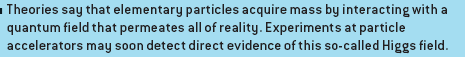 Theories say that elementary particles acquire mass by interacting with a
quantum field that permeates all of reality. Experiments at particle
accelerators may soon detect direct evidence of this so-called Higgs field.